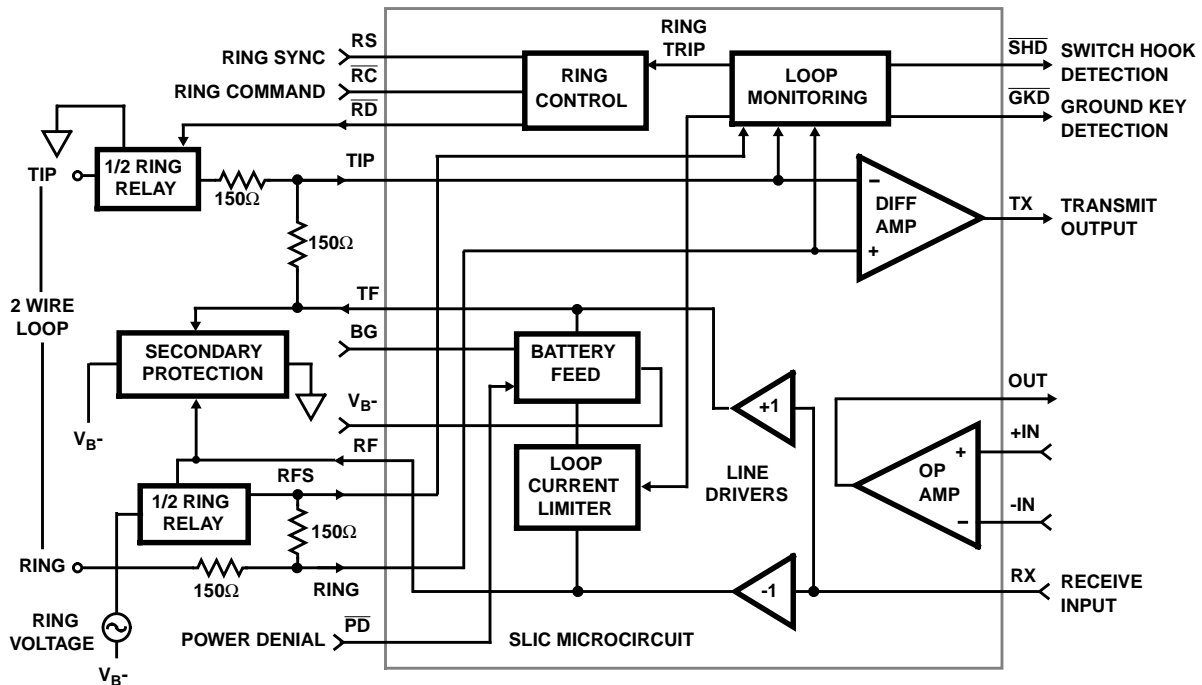 RING SYNC
RS
RING COMMAND
RC
RD
RING
TRIP
RING
CONTROL
LOOP
MONITORING
SHD
SWITCH HOOK
DETECTION
GKD
GROUND KEY
DETECTION
TIP
1/2 RING
RELAY
150Ω
TIP
150Ω
DIFF
AMP
−
+
TX
TRANSMIT
OUTPUT
2 WIRE
LOOP
TF
BG
SECONDARY
PROTECTION
VB-
BATTERY
FEED
VB-
RF
+1
LINE
DRIVERS
OUT
+IN
-IN
+
−
OP
AMP
RFS
1/2 RING
RELAY
150Ω
LOOP
CURRENT
LIMITER
RING
150Ω
RING
-1
RX
RECEIVE
INPUT
RING
VOLTAGE
VB-
POWER DENIAL
PD
SLIC MICROCIRCUIT